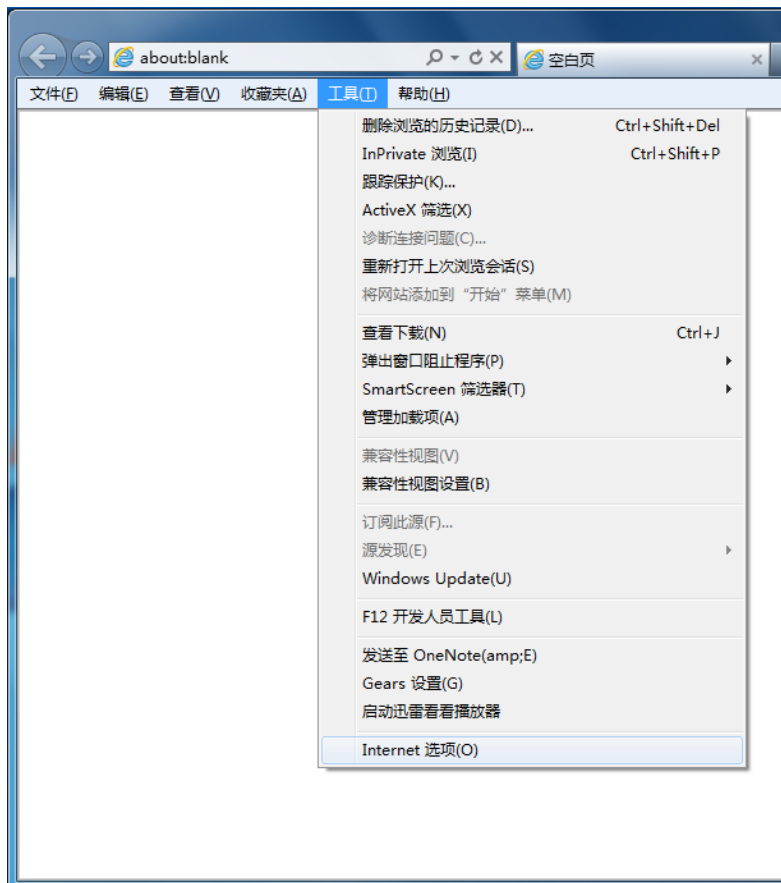 about:blank
空白页
文件(F) 编辑(E) 查看(V) 收藏夹(A) 工具(T) 帮助(H)
删除浏览的历史记录(D)... Ctrl+Shift+Del
InPrivate 浏览(I) Ctrl+Shift+P
跟踪保护(K)...
ActiveX 筛选(X)
诊断连接问题(C)...
重新打开上次浏览会话(S)
将网站添加到“开始”菜单(M)
查看下载(N) Ctrl+J
弹出窗口阻止程序(P)
SmartScreen 筛选器(T)
管理加载项(A)
兼容性视图(V)
兼容性视图设置(B)
订阅此源(F)...
源发现(E)
Windows Update(U)
F12 开发人员工具(L)
发送至 OneNote(amp;E)
Gears 设置(G)
启动迅雷看看播放器
Internet 选项(O)